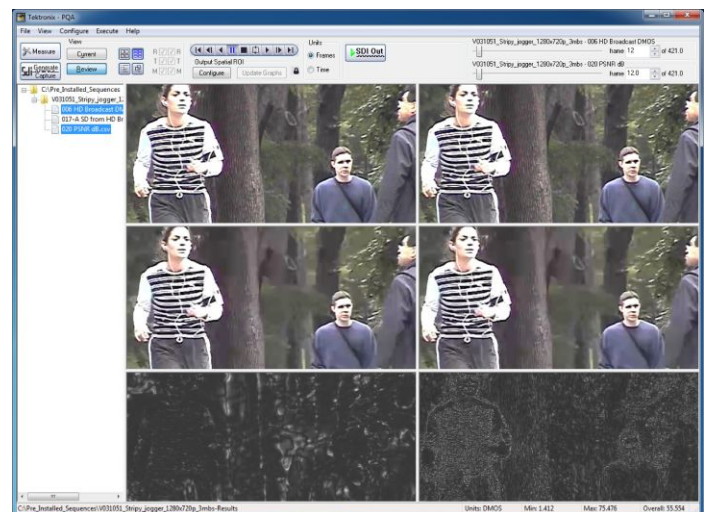 Tektronix - PQA
File View Configure Execute Help
Measure
View
Current
Review
Generate
Capture
Output Spatial ROI
Configure Update Graphs
Units
Frames
Time
SDI Out
V031051_Stripy_jogger_1280x720p_3mbs - 006 HD Broadcast DMOS
frame 12 of 421.0
V031051_Stripy_jogger_1280x720p_3mbs - 020 PSNR dB
frame 12.0 of 421.0
C:\Pre_Installed_Sequences
V031051_Stripy_jogger_12
006 HD Broadcast DM
017-A SD from HD Br
020 PSNR dB.csv
C:\Pre_Installed_Sequences\V031051_Stripy_jogger_1280x720p_3mbs-Results
Units: DMOS Min: 1.412 Max: 75.476 Overall: 55.554